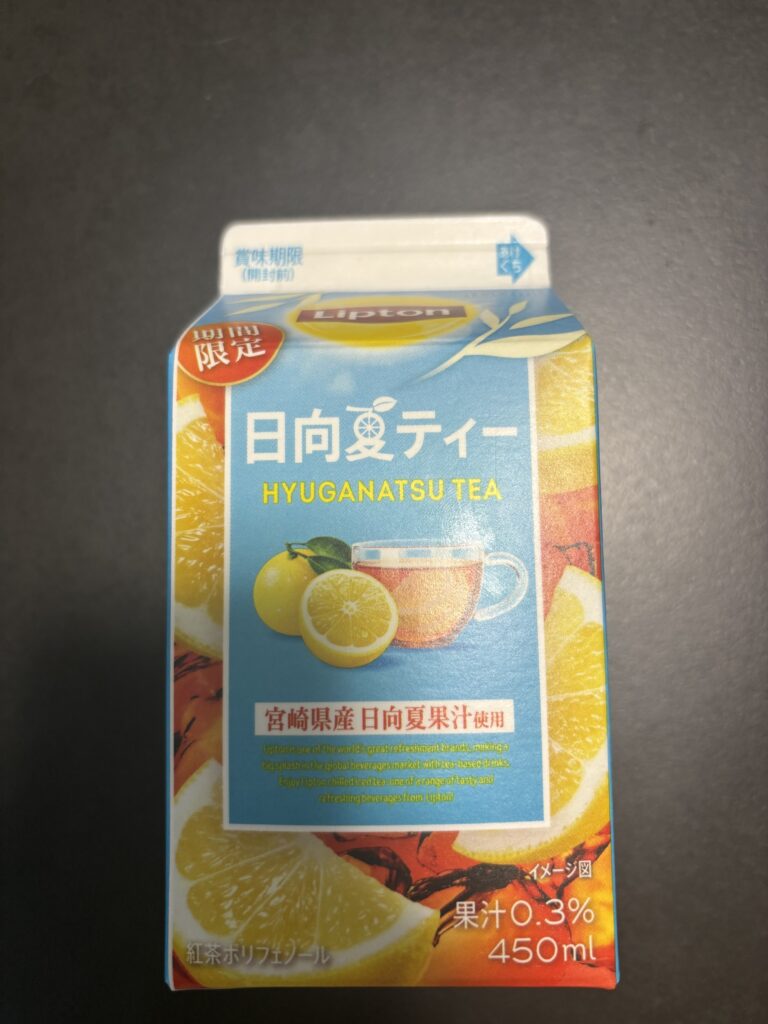 賞味期限
(開封前)
あけ
くち
Lipton
期間
限定
日向夏ティー
HYUGANATSU TEA
宮崎県産 日向夏果汁使用
Lipton is one of the world's great refreshment brands, making a
big splash in the global beverages market with tea-based drinks.
Enjoy Lipton chilled iced tea, one of a range of tasty and
refreshing beverages from Lipton!
イメージ図
果汁0.3%
450ml
紅茶ポリフェノール